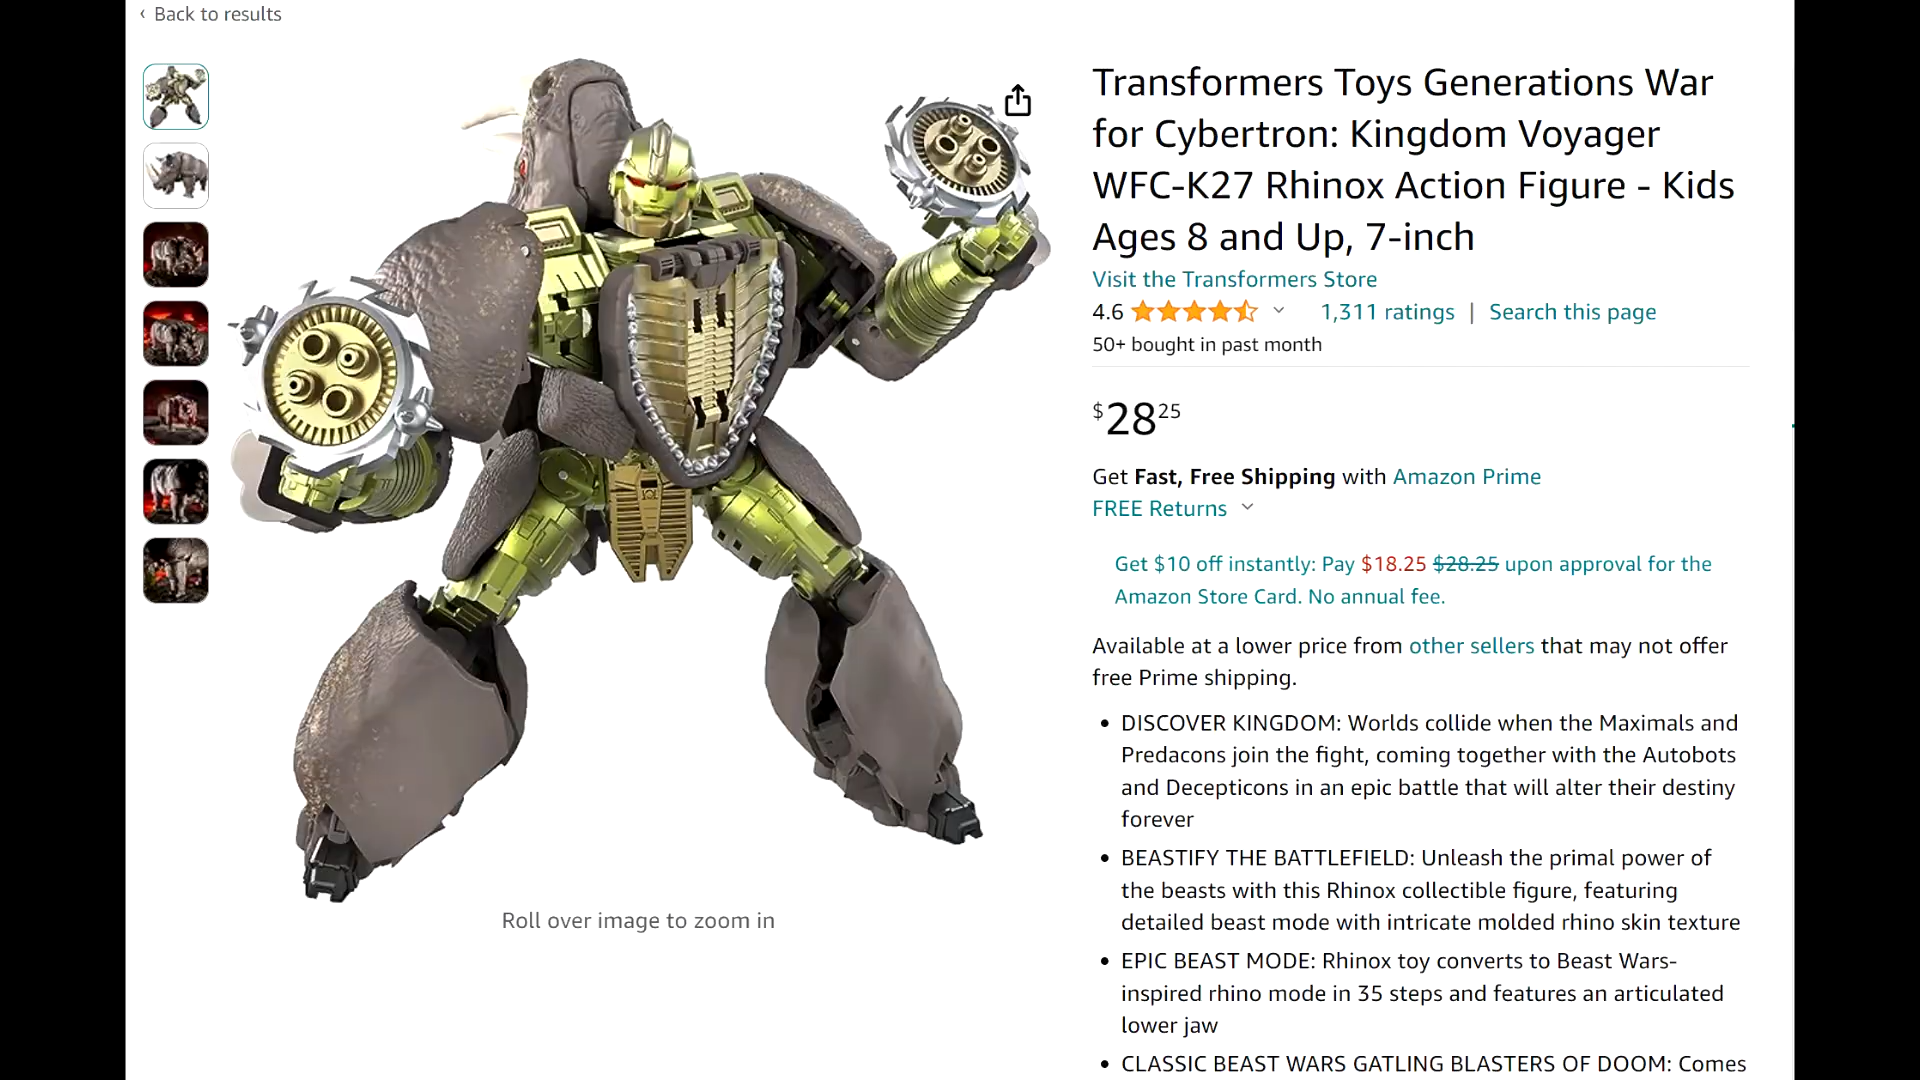 ‹ Back to results
Transformers Toys Generations War
for Cybertron: Kingdom Voyager
WFC-K27 Rhinox Action Figure - Kids
Ages 8 and Up, 7-inch
Visit the Transformers Store
4.6 1,311 ratings | Search this page
50+ bought in past month
$28 25
Get Fast, Free Shipping with Amazon Prime
FREE Returns
Get $10 off instantly: Pay $18.25 $28.25 upon approval for the
Amazon Store Card. No annual fee.
Available at a lower price from other sellers that may not offer
free Prime shipping.
• DISCOVER KINGDOM: Worlds collide when the Maximals and
Predacons join the fight, coming together with the Autobots
and Decepticons in an epic battle that will alter their destiny
forever
• BEASTIFY THE BATTLEFIELD: Unleash the primal power of
the beasts with this Rhinox collectible figure, featuring
detailed beast mode with intricate molded rhino skin texture
• EPIC BEAST MODE: Rhinox toy converts to Beast Wars-
inspired rhino mode in 35 steps and features an articulated
lower jaw
• CLASSIC BEAST WARS GATLING BLASTERS OF DOOM: Comes
Roll over image to zoom in